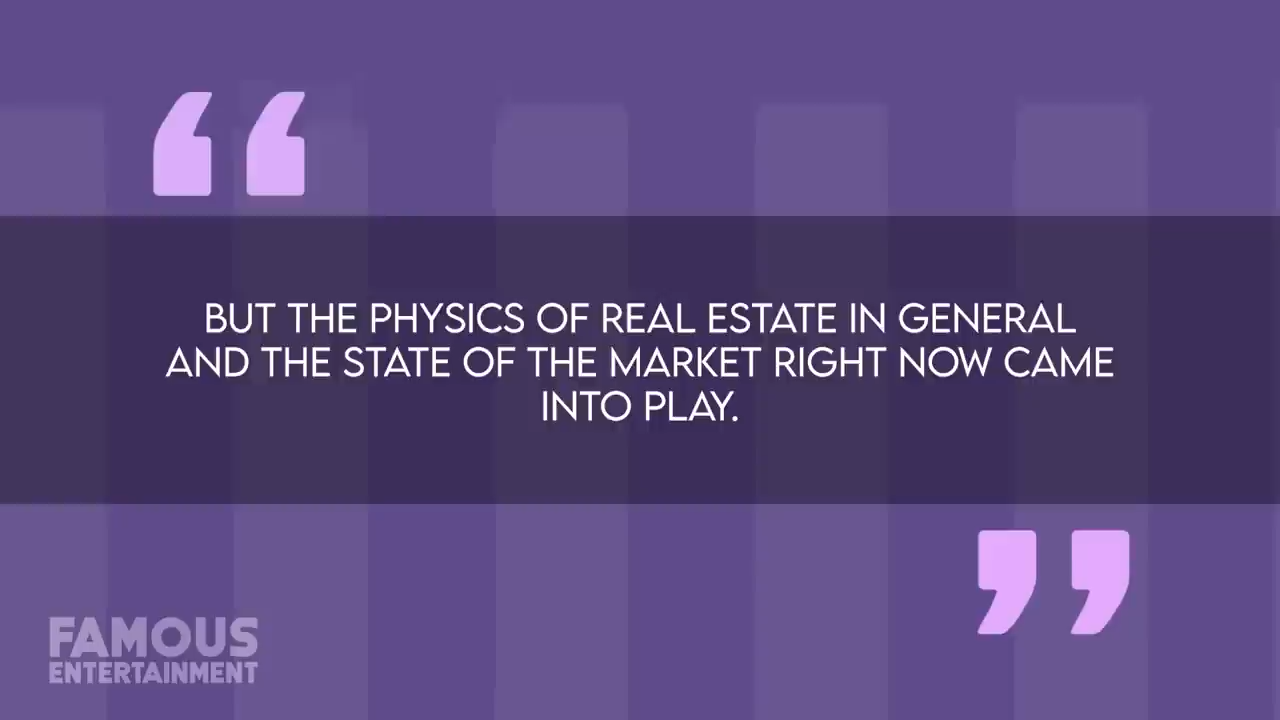 BUT THE PHYSICS OF REAL ESTATE IN GENERAL
AND THE STATE OF THE MARKET RIGHT NOW CAME
INTO PLAY.
FAMOUS
ENTERTAINMENT